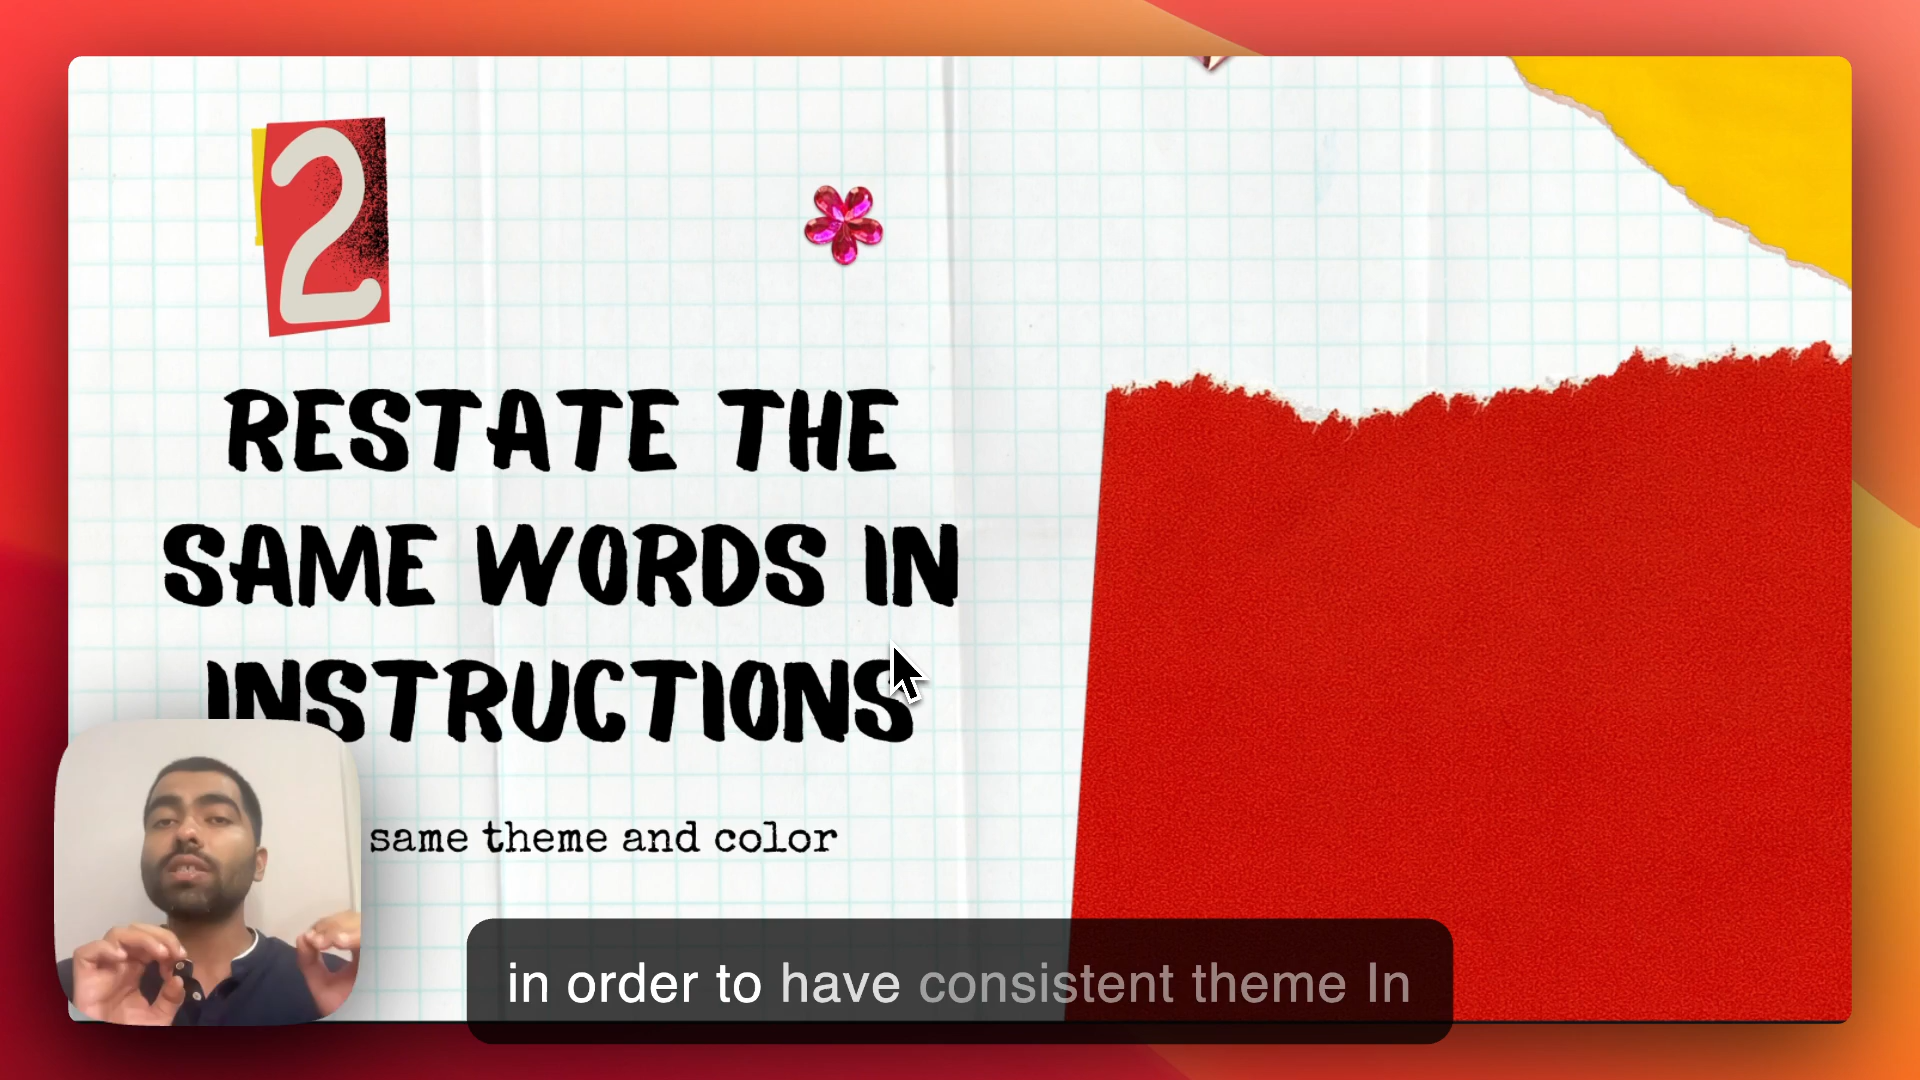 2
RESTATE THE
SAME WORDS IN
INSTRUCTIONS
same theme and color
in order to have consistent theme In